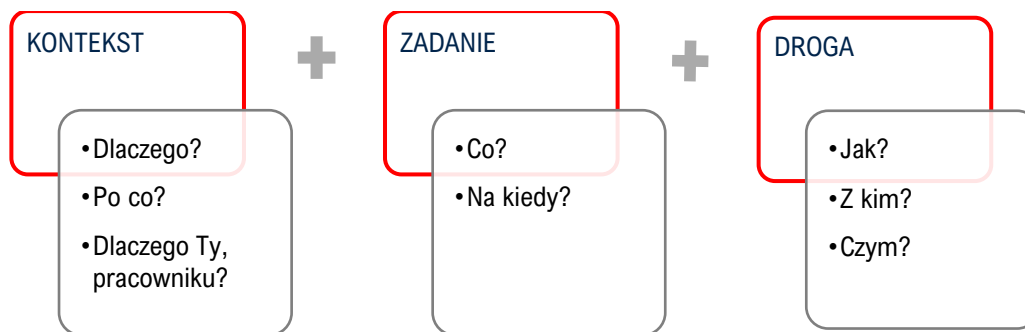 KONTEKST
•Dlaczego?
•Po co?
•Dlaczego Ty,
pracowniku?
ZADANIE
•Co?
•Na kiedy?
DROGA
•Jak?
•Z kim?
•Czym?